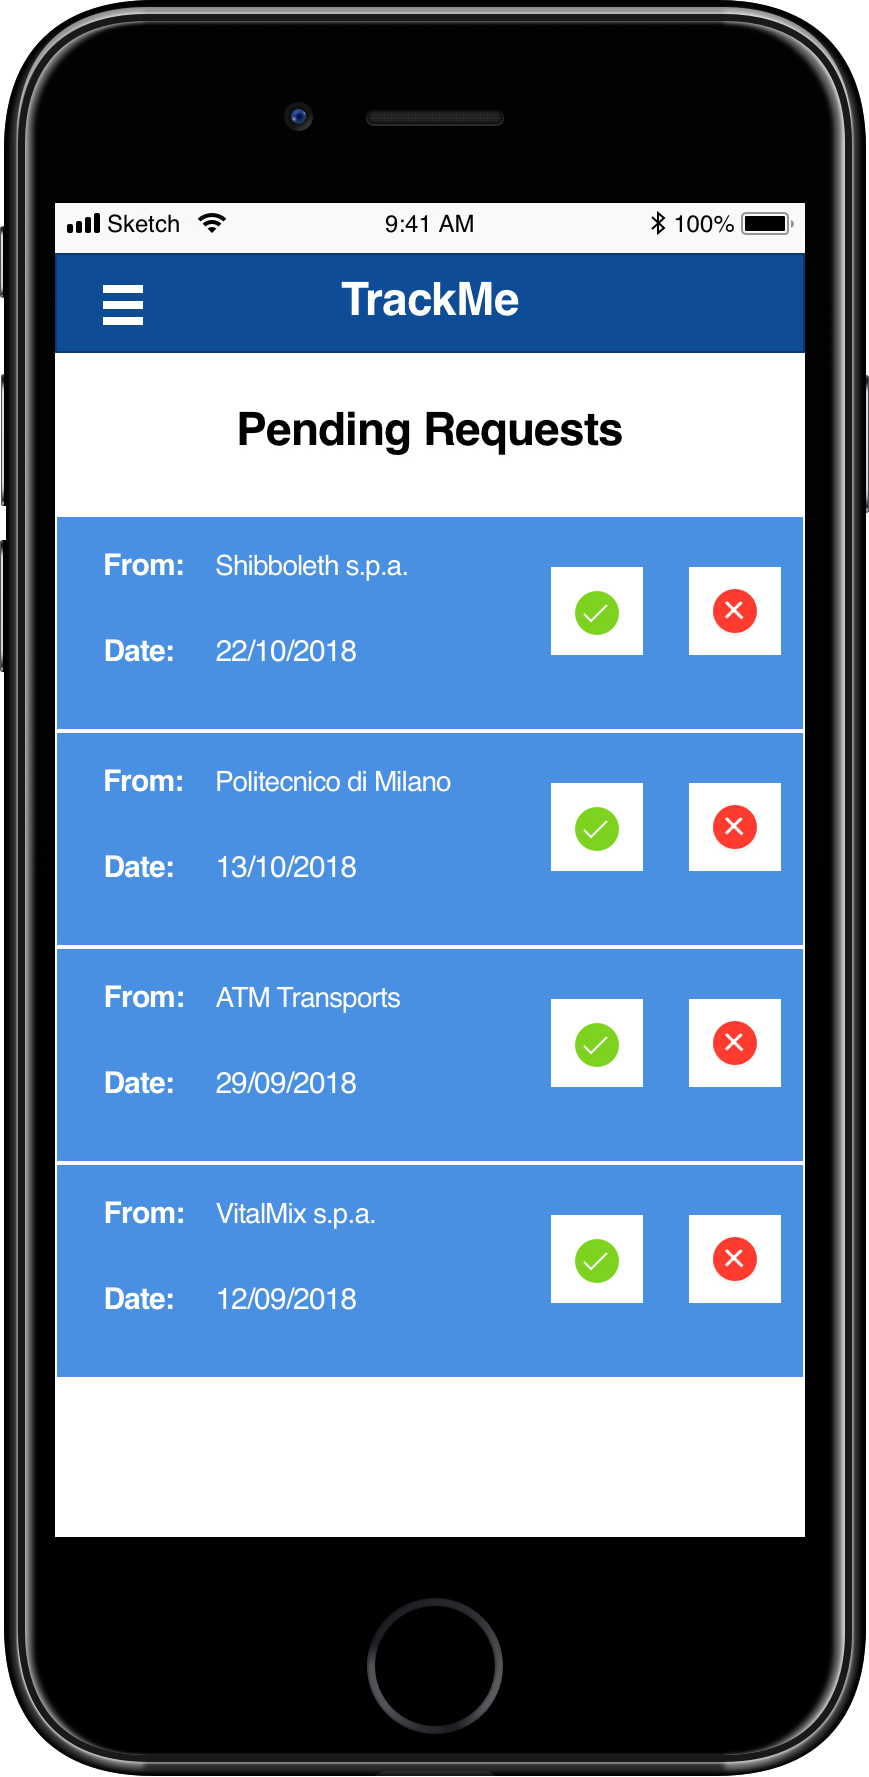 Sketch 9:41 AM 100%
TrackMe
Pending Requests
From: Shibboleth s.p.a.
Date: 22/10/2018
From: Politecnico di Milano
Date: 13/10/2018
From: ATM Transports
Date: 29/09/2018
From: VitalMix s.p.a.
Date: 12/09/2018